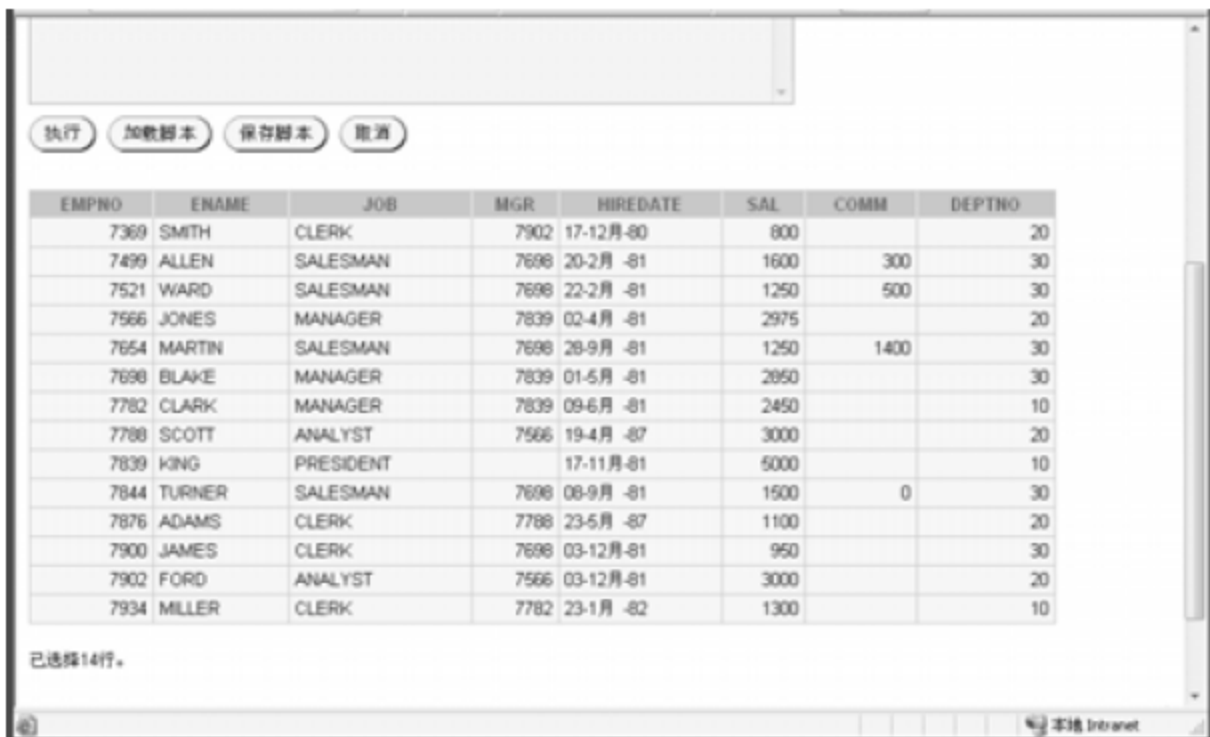 执行 加载脚本 保存脚本 取消
EMPNO ENAME JOB MGR HIREDATE SAL COMM DEPTNO
7369 SMITH CLERK 7902 17-12月-80 800 20
7499 ALLEN SALESMAN 7698 20-2月 -81 1600 300 30
7521 WARD SALESMAN 7698 22-2月 -81 1250 500 30
7566 JONES MANAGER 7839 02-4月 -81 2975 20
7654 MARTIN SALESMAN 7698 28-9月 -81 1250 1400 30
7698 BLAKE MANAGER 7839 01-5月 -81 2850 30
7782 CLARK MANAGER 7839 09-6月 -81 2450 10
7788 SCOTT ANALYST 7566 19-4月 -87 3000 20
7839 KING PRESIDENT 17-11月-81 5000 10
7844 TURNER SALESMAN 7698 08-9月 -81 1500 0 30
7876 ADAMS CLERK 7788 23-5月 -87 1100 20
7900 JAMES CLERK 7698 03-12月-81 950 30
7902 FORD ANALYST 7566 03-12月-81 3000 20
7934 MILLER CLERK 7782 23-1月 -82 1300 10
已选择14行。
本地 Intranet